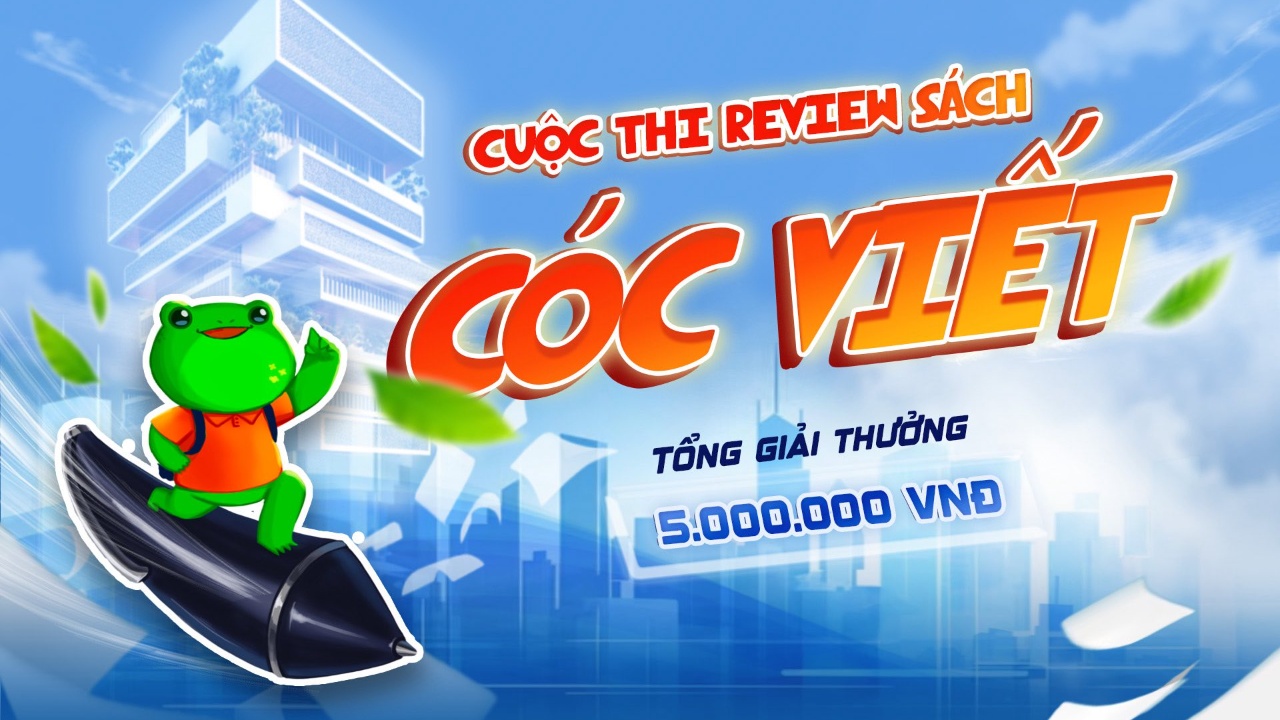 CUỘC THI REVIEW SÁCH
CÓC VIẾT
TỔNG GIẢI THƯỞNG
5.000.000 VNĐ